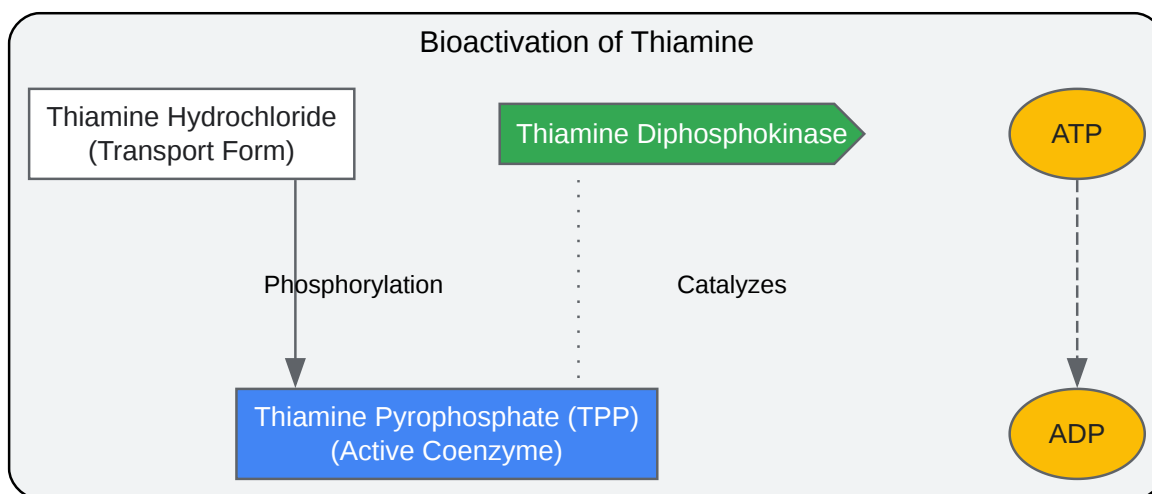 Bioactivation of Thiamine
Thiamine Hydrochloride
(Transport Form)
Thiamine Diphosphokinase
ATP
Phosphorylation
Catalyzes
Thiamine Pyrophosphate (TPP)
(Active Coenzyme)
ADP